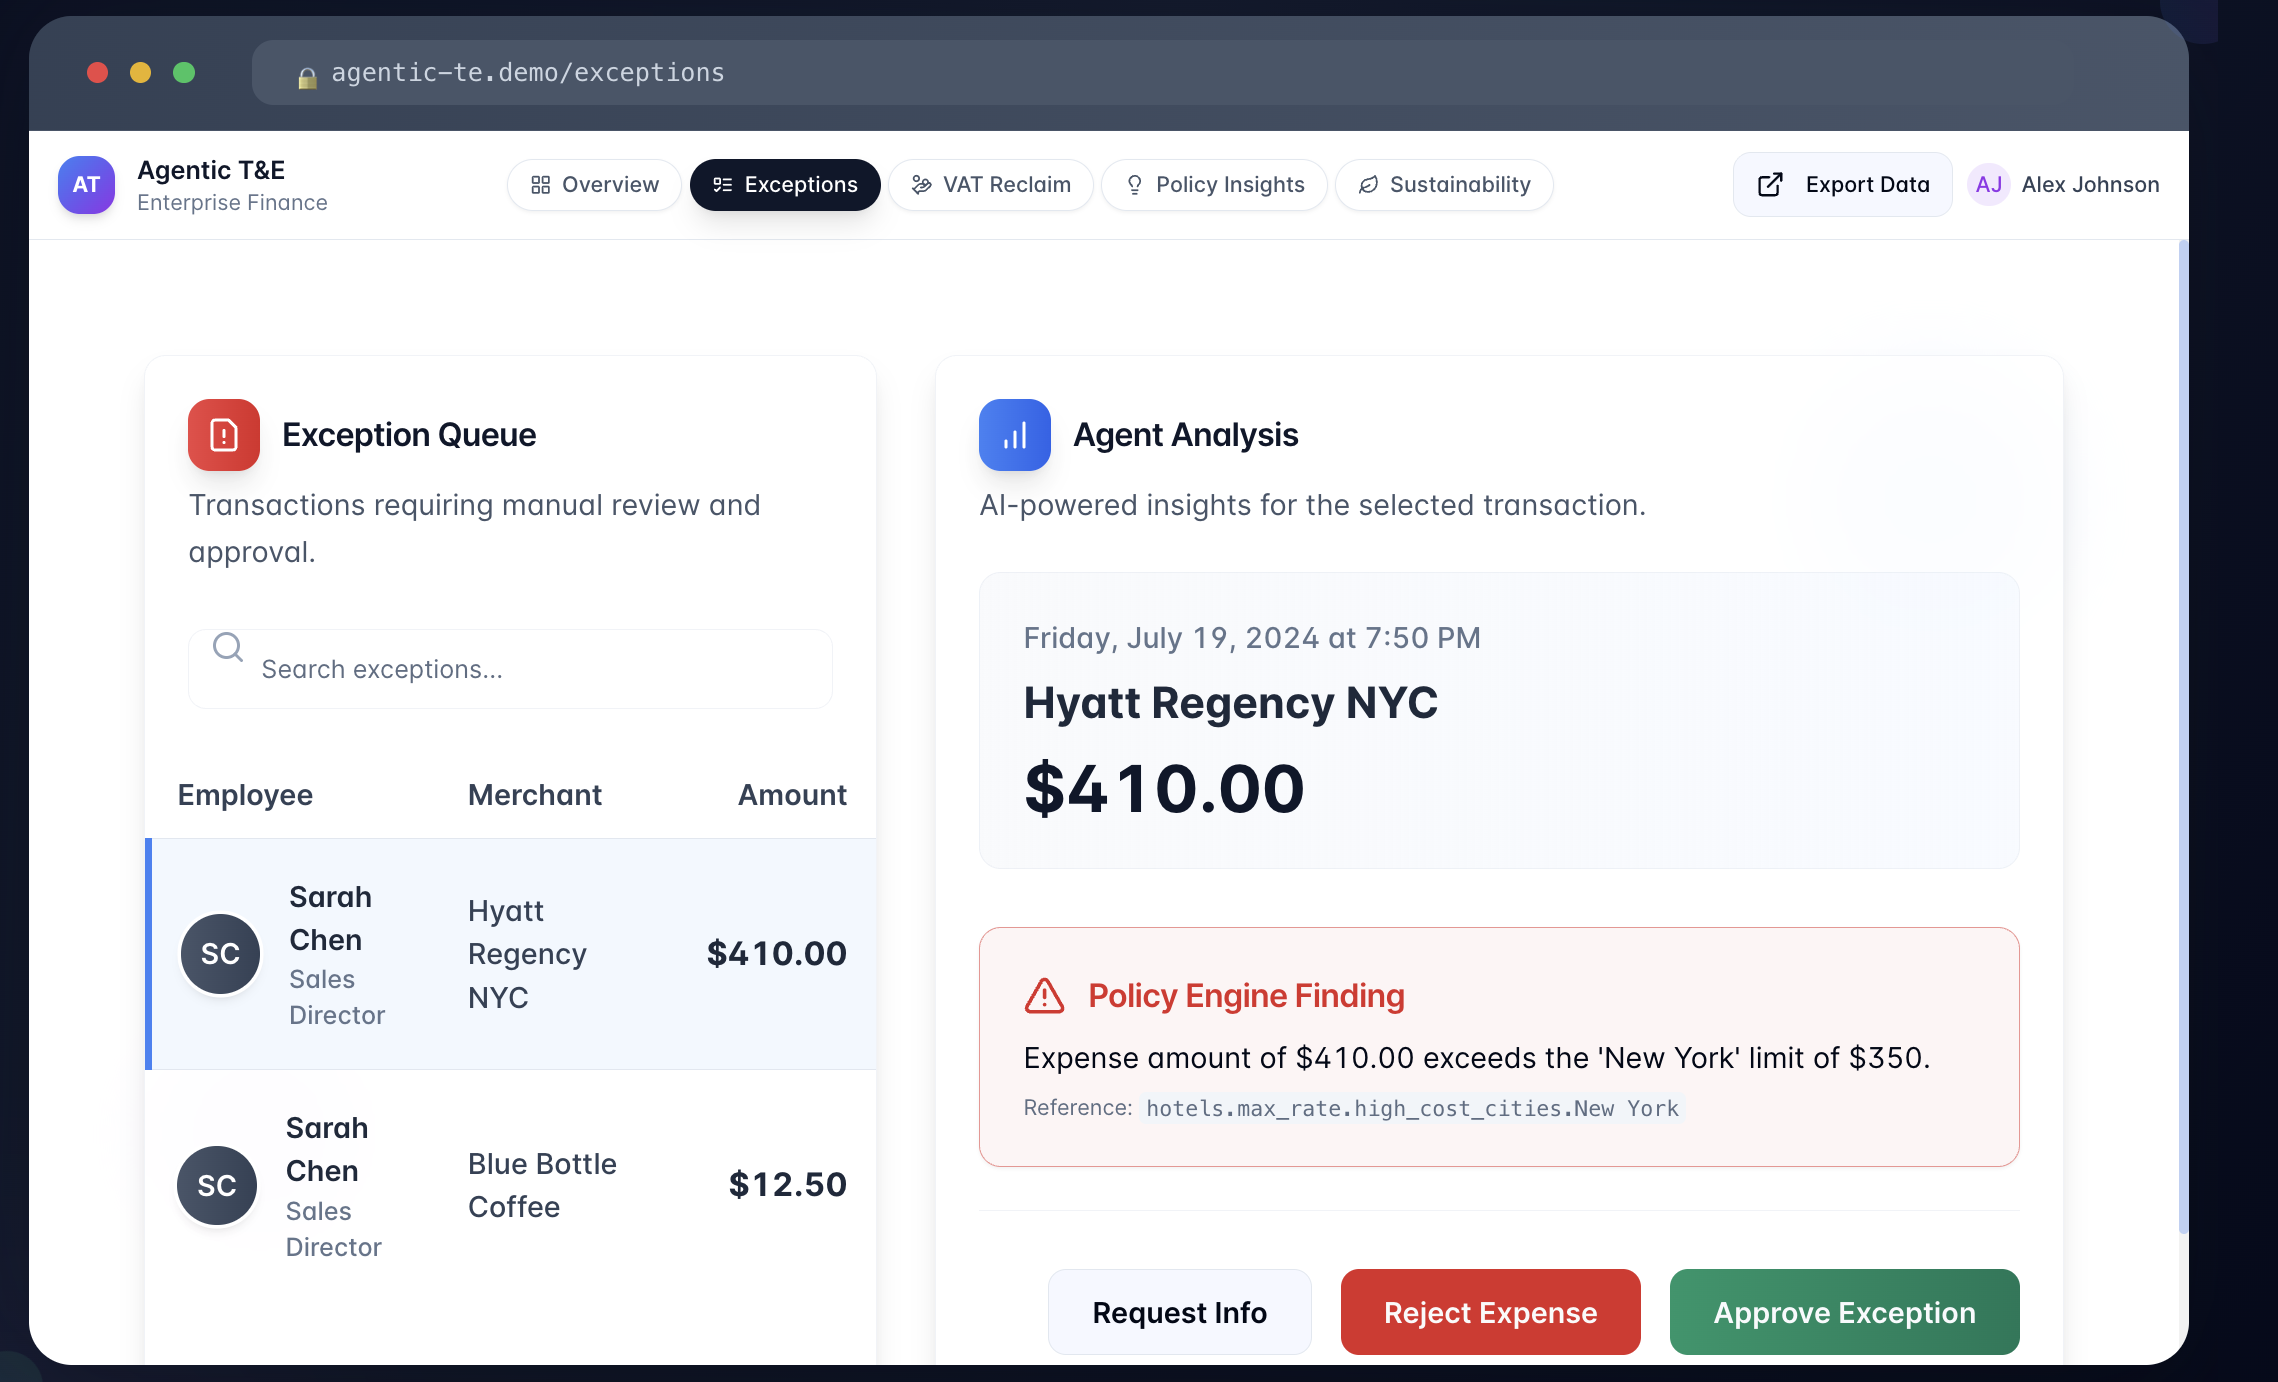 agentic-te.demo/exceptions
AT
Agentic T&E
Enterprise Finance
Overview
Exceptions
VAT Reclaim
Policy Insights
Sustainability
Export Data
AJ
Alex Johnson
Exception Queue
Transactions requiring manual review and
approval.
Search exceptions...
Employee
Merchant
Amount
SC
Sarah
Chen
Sales
Director
Hyatt
Regency
NYC
$410.00
SC
Sarah
Chen
Sales
Director
Blue Bottle
Coffee
$12.50
Agent Analysis
AI-powered insights for the selected transaction.
Friday, July 19, 2024 at 7:50 PM
Hyatt Regency NYC
$410.00
Policy Engine Finding
Expense amount of $410.00 exceeds the 'New York' limit of $350.
Reference: hotels.max_rate.high_cost_cities.New York
Request Info
Reject Expense
Approve Exception